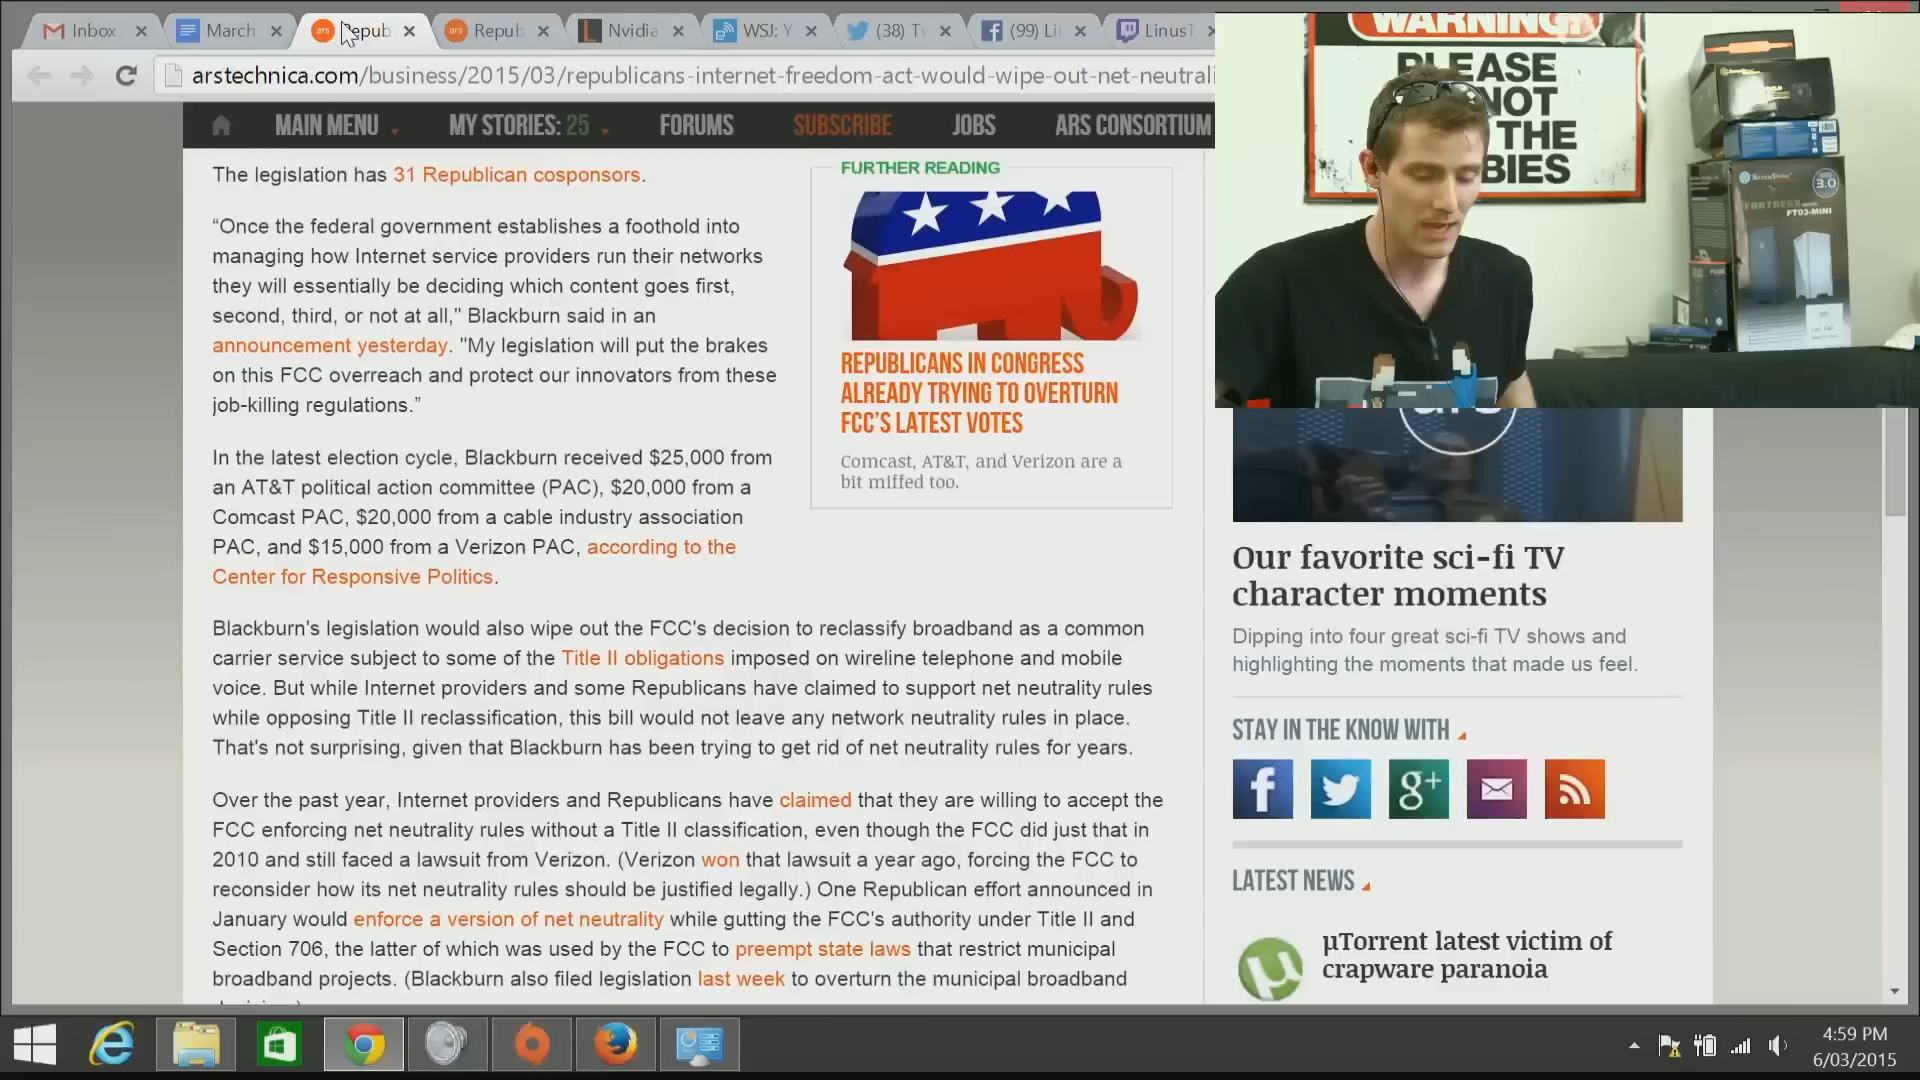 Inbox
March
Repub
Repub
Nvidia
WSJ: Y
(38) Tw
(99) Li
LinusT
arstechnica.com/business/2015/03/republicans-internet-freedom-act-would-wipe-out-net-neutrali
MAIN MENU
MY STORIES: 25
FORUMS
SUBSCRIBE
JOBS
ARS CONSORTIUM
The legislation has 31 Republican cosponsors.
“Once the federal government establishes a foothold into
managing how Internet service providers run their networks
they will essentially be deciding which content goes first,
second, third, or not at all," Blackburn said in an
announcement yesterday. "My legislation will put the brakes
on this FCC overreach and protect our innovators from these
job-killing regulations.”
In the latest election cycle, Blackburn received $25,000 from
an AT&T political action committee (PAC), $20,000 from a
Comcast PAC, $20,000 from a cable industry association
PAC, and $15,000 from a Verizon PAC, according to the
Center for Responsive Politics.
FURTHER READING
REPUBLICANS IN CONGRESS
ALREADY TRYING TO OVERTURN
FCC'S LATEST VOTES
Comcast, AT&T, and Verizon are a
bit miffed too.
Blackburn's legislation would also wipe out the FCC's decision to reclassify broadband as a common
carrier service subject to some of the Title II obligations imposed on wireline telephone and mobile
voice. But while Internet providers and some Republicans have claimed to support net neutrality rules
while opposing Title II reclassification, this bill would not leave any network neutrality rules in place.
That's not surprising, given that Blackburn has been trying to get rid of net neutrality rules for years.
Over the past year, Internet providers and Republicans have claimed that they are willing to accept the
FCC enforcing net neutrality rules without a Title II classification, even though the FCC did just that in
2010 and still faced a lawsuit from Verizon. (Verizon won that lawsuit a year ago, forcing the FCC to
reconsider how its net neutrality rules should be justified legally.) One Republican effort announced in
January would enforce a version of net neutrality while gutting the FCC's authority under Title II and
Section 706, the latter of which was used by the FCC to preempt state laws that restrict municipal
broadband projects. (Blackburn also filed legislation last week to overturn the municipal broadband
WARNING!
PLEASE
NOT
THE
BIES
SILVERSTONE
3.0
FORTRESS
FT03-MINI
Our favorite sci-fi TV
character moments
Dipping into four great sci-fi TV shows and
highlighting the moments that made us feel.
STAY IN THE KNOW WITH
LATEST NEWS
µTorrent latest victim of
crapware paranoia
4:59 PM
6/03/2015